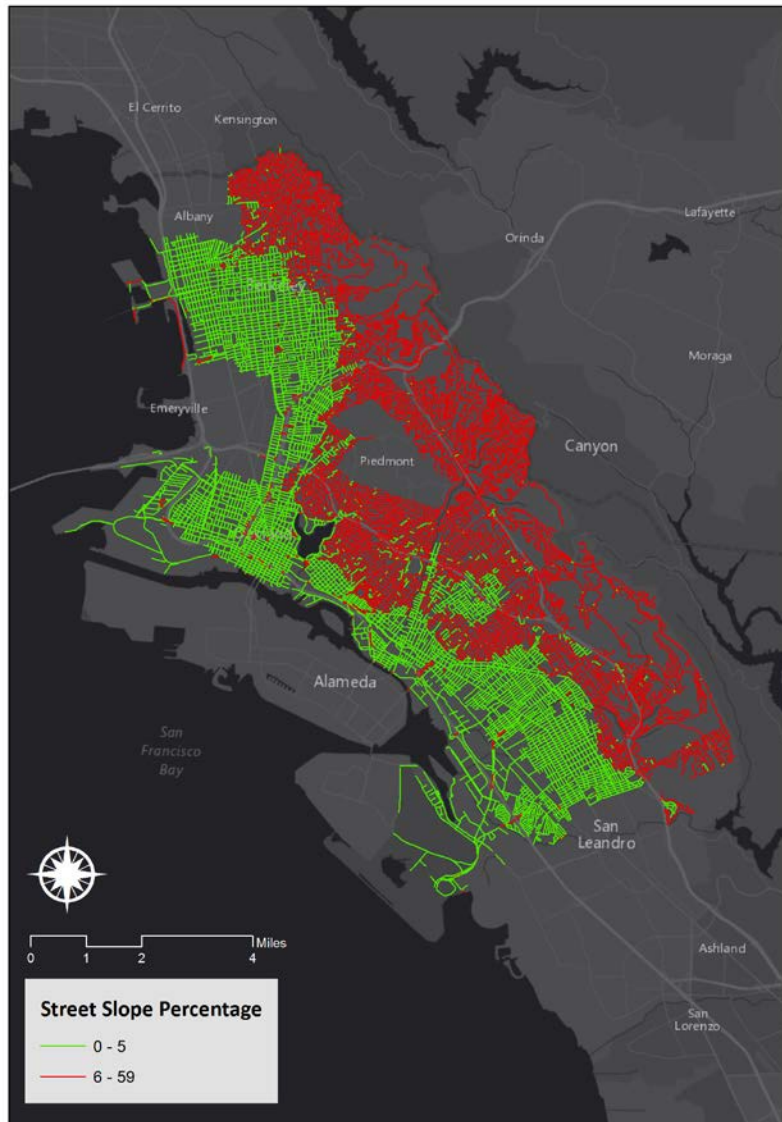 El Cerrito
Kensington
Albany
Orinda
Lafayette
Berkeley
Moraga
Emeryville
Canyon
Piedmont
Alameda
San
Francisco
Bay
San
Leandro
0 1 2 4
Miles
Ashland
San
Lorenzo
Street Slope Percentage
0 - 5
6 - 59